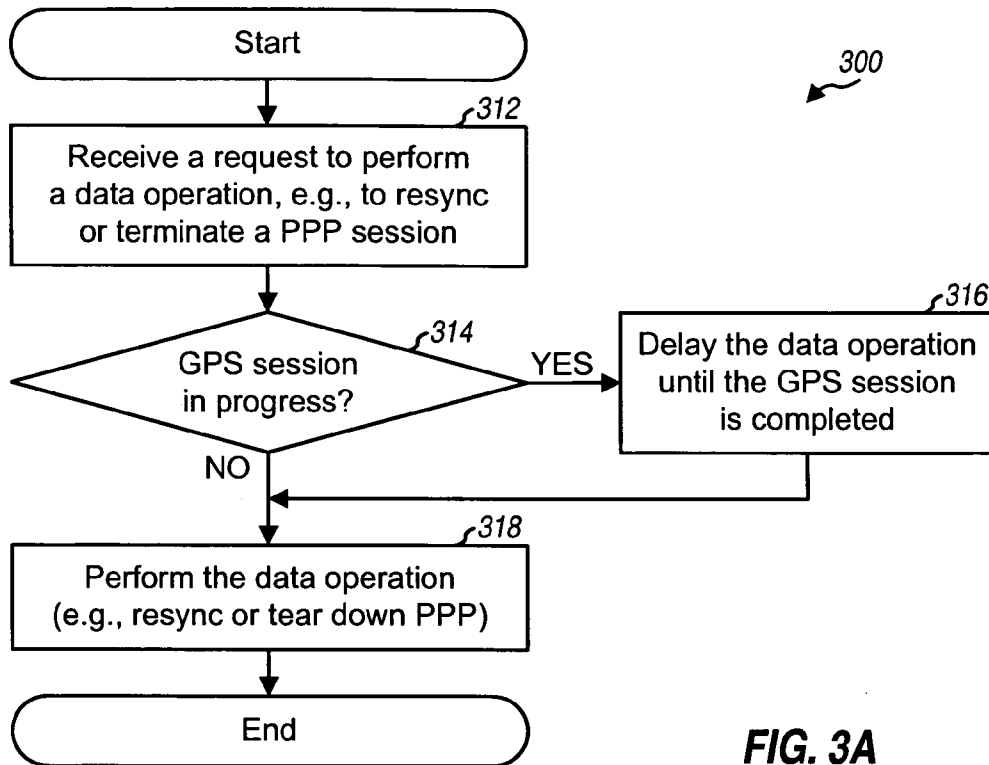 Start
300
312
Receive a request to perform
a data operation, e.g., to resync
or terminate a PPP session
314
GPS session
in progress?
YES
316
Delay the data operation
until the GPS session
is completed
NO
318
Perform the data operation
(e.g., resync or tear down PPP)
End
FIG. 3A